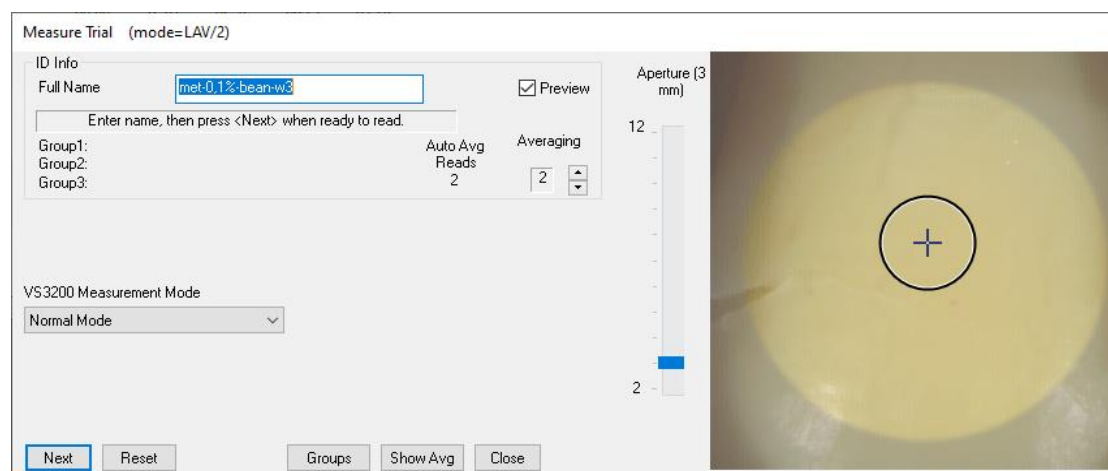 Measure Trial (mode=LAV/2)
ID Info
Full Name
met-0,1%-bean-w3
Preview
Enter name, then press <Next> when ready to read.
Group1:
Group2:
Group3:
Auto Avg
Reads
2
Averaging
2
VS3200 Measurement Mode
Normal Mode
Aperture (3
mm)
12
2
Next
Reset
Groups
Show Avg
Close